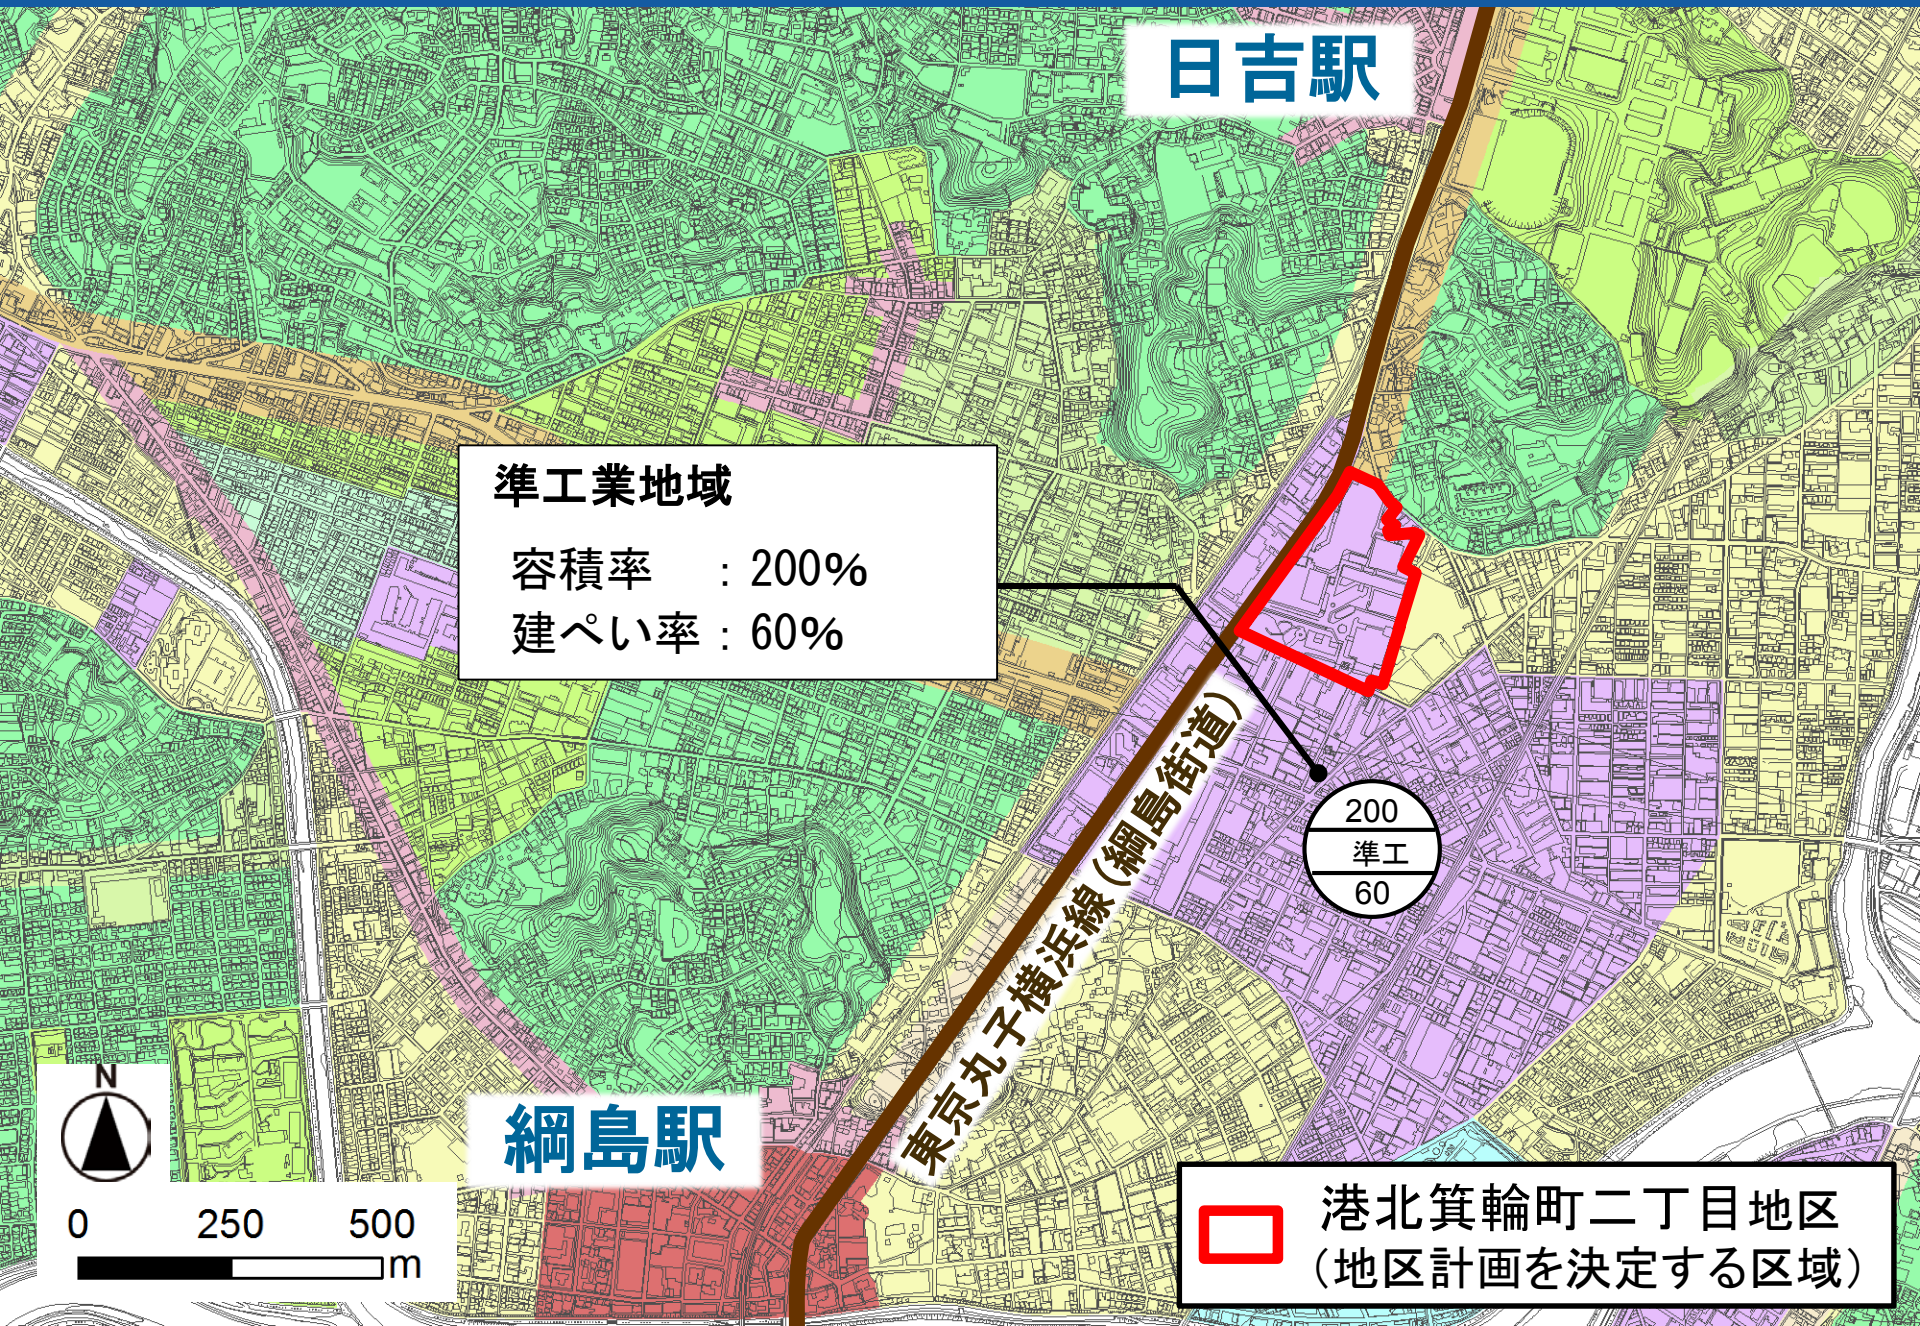 日吉駅
準工業地域
容積率 : 200%
建ぺい率 : 60%
東京丸子横浜線(綱島街道)
200
準工
60
N
綱島駅
0 250 500
m
港北箕輪町二丁目地区
(地区計画を決定する区域)